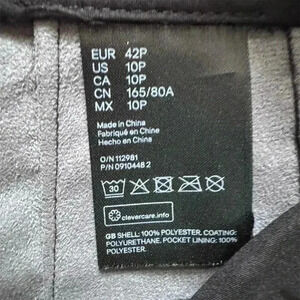 EUR 42P
US 10P
CA 10P
CN 165/80A
MX 10P
Made in China
Fabriqué en Chine
Hecho en China
O/N 112981
P/N 0910448 2
30
clevercare.info
GB SHELL: 100% POLYESTER. COATING:
POLYURETHANE. POCKET LINING: 100%
POLYESTER.